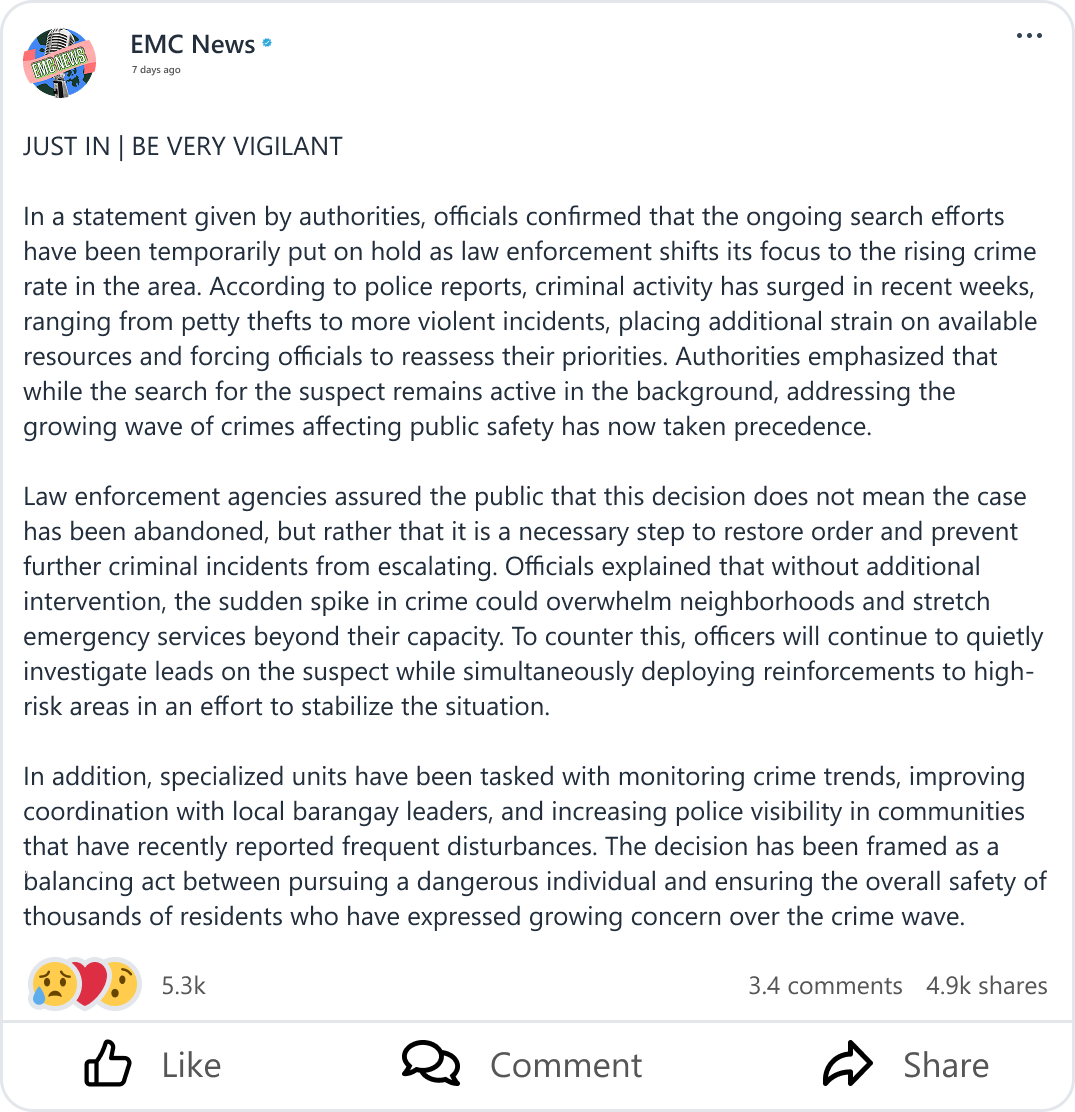 EMC NEWS
EMC News
7 days ago
JUST IN | BE VERY VIGILANT
In a statement given by authorities, officials confirmed that the ongoing search efforts
have been temporarily put on hold as law enforcement shifts its focus to the rising crime
rate in the area. According to police reports, criminal activity has surged in recent weeks,
ranging from petty thefts to more violent incidents, placing additional strain on available
resources and forcing officials to reassess their priorities. Authorities emphasized that
while the search for the suspect remains active in the background, addressing the
growing wave of crimes affecting public safety has now taken precedence.
Law enforcement agencies assured the public that this decision does not mean the case
has been abandoned, but rather that it is a necessary step to restore order and prevent
further criminal incidents from escalating. Officials explained that without additional
intervention, the sudden spike in crime could overwhelm neighborhoods and stretch
emergency services beyond their capacity. To counter this, officers will continue to quietly
investigate leads on the suspect while simultaneously deploying reinforcements to high-
risk areas in an effort to stabilize the situation.
In addition, specialized units have been tasked with monitoring crime trends, improving
coordination with local barangay leaders, and increasing police visibility in communities
that have recently reported frequent disturbances. The decision has been framed as a
balancing act between pursuing a dangerous individual and ensuring the overall safety of
thousands of residents who have expressed growing concern over the crime wave.
5.3k
3.4 comments 4.9k shares
Like Comment Share